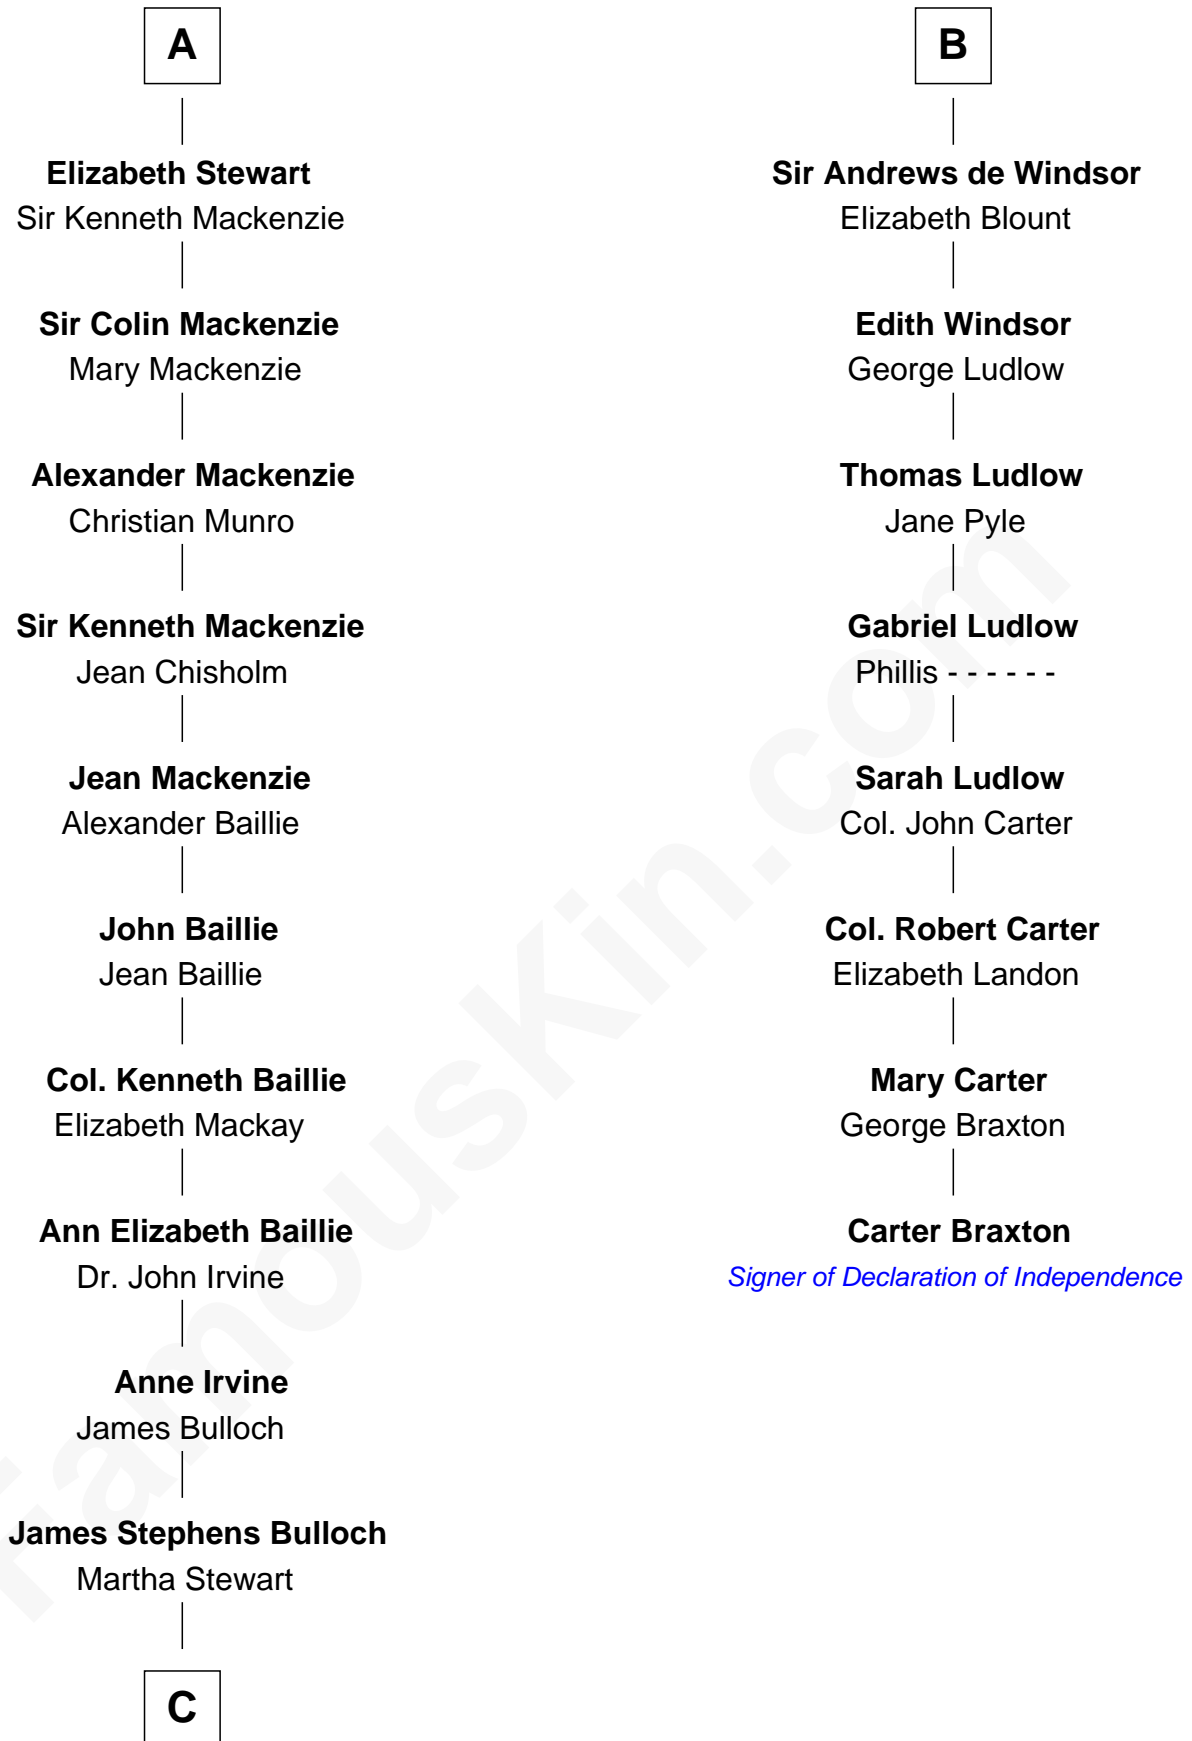 A
Elizabeth Stewart
Sir Kenneth Mackenzie
Sir Colin Mackenzie
Mary Mackenzie
Alexander Mackenzie
Christian Munro
Sir Kenneth Mackenzie
Jean Chisholm
Jean Mackenzie
Alexander Baillie
John Baillie
Jean Baillie
Col. Kenneth Baillie
Elizabeth Mackay
Ann Elizabeth Baillie
Dr. John Irvine
Anne Irvine
James Bulloch
James Stephens Bulloch
Martha Stewart
C
B
Sir Andrews de Windsor
Elizabeth Blount
Edith Windsor
George Ludlow
Thomas Ludlow
Jane Pyle
Gabriel Ludlow
Phillis - - - - - -
Sarah Ludlow
Col. John Carter
Col. Robert Carter
Elizabeth Landon
Mary Carter
George Braxton
Carter Braxton
Signer of Declaration of Independence
FamousKin.com